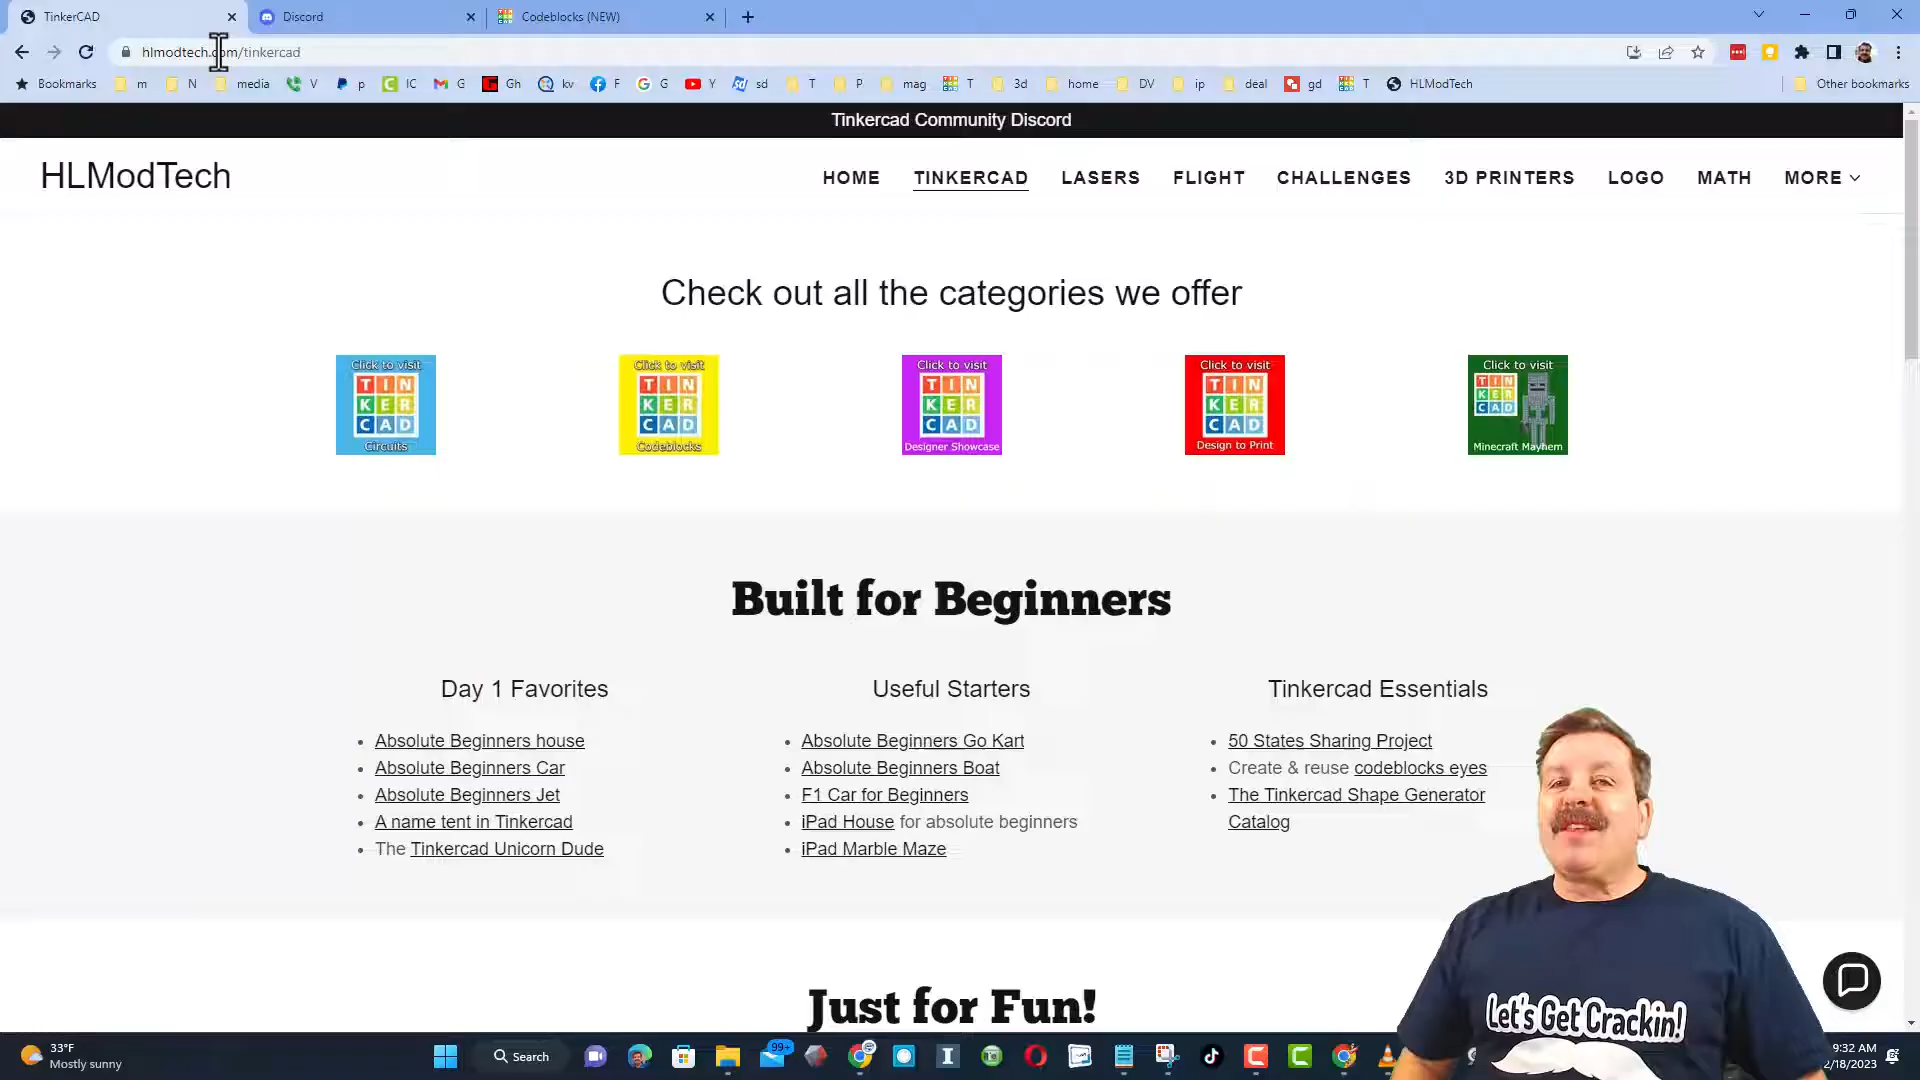 TinkerCAD
Discord
Codeblocks (NEW)
hlmodtech.com/tinkercad
Bookmarks m N media V p IC G Gh kv F G Y sd T P mag T 3d home DV ip deal gd T HLModTech Other bookmarks
Tinkercad Community Discord
HLModTech
HOME TINKERCAD LASERS FLIGHT CHALLENGES 3D PRINTERS LOGO MATH MORE
Check out all the categories we offer
Click to visit
TIN
KER
CAD
Circuits
Click to visit
TIN
KER
CAD
Codeblocks
Click to visit
TIN
KER
CAD
Designer Showcase
Click to visit
TIN
KER
CAD
Design to Print
Click to visit
TIN
KER
CAD
Minecraft Mayhem
Built for Beginners
Day 1 Favorites
Absolute Beginners house
Absolute Beginners Car
Absolute Beginners Jet
A name tent in Tinkercad
The Tinkercad Unicorn Dude
Useful Starters
Absolute Beginners Go Kart
Absolute Beginners Boat
F1 Car for Beginners
iPad House for absolute beginners
iPad Marble Maze
Tinkercad Essentials
50 States Sharing Project
Create & reuse codeblocks eyes
The Tinkercad Shape Generator
Catalog
Just for Fun!
Let's Get Crackin!
33°F
Mostly sunny
Search
99+
9:32 AM
2/18/2023